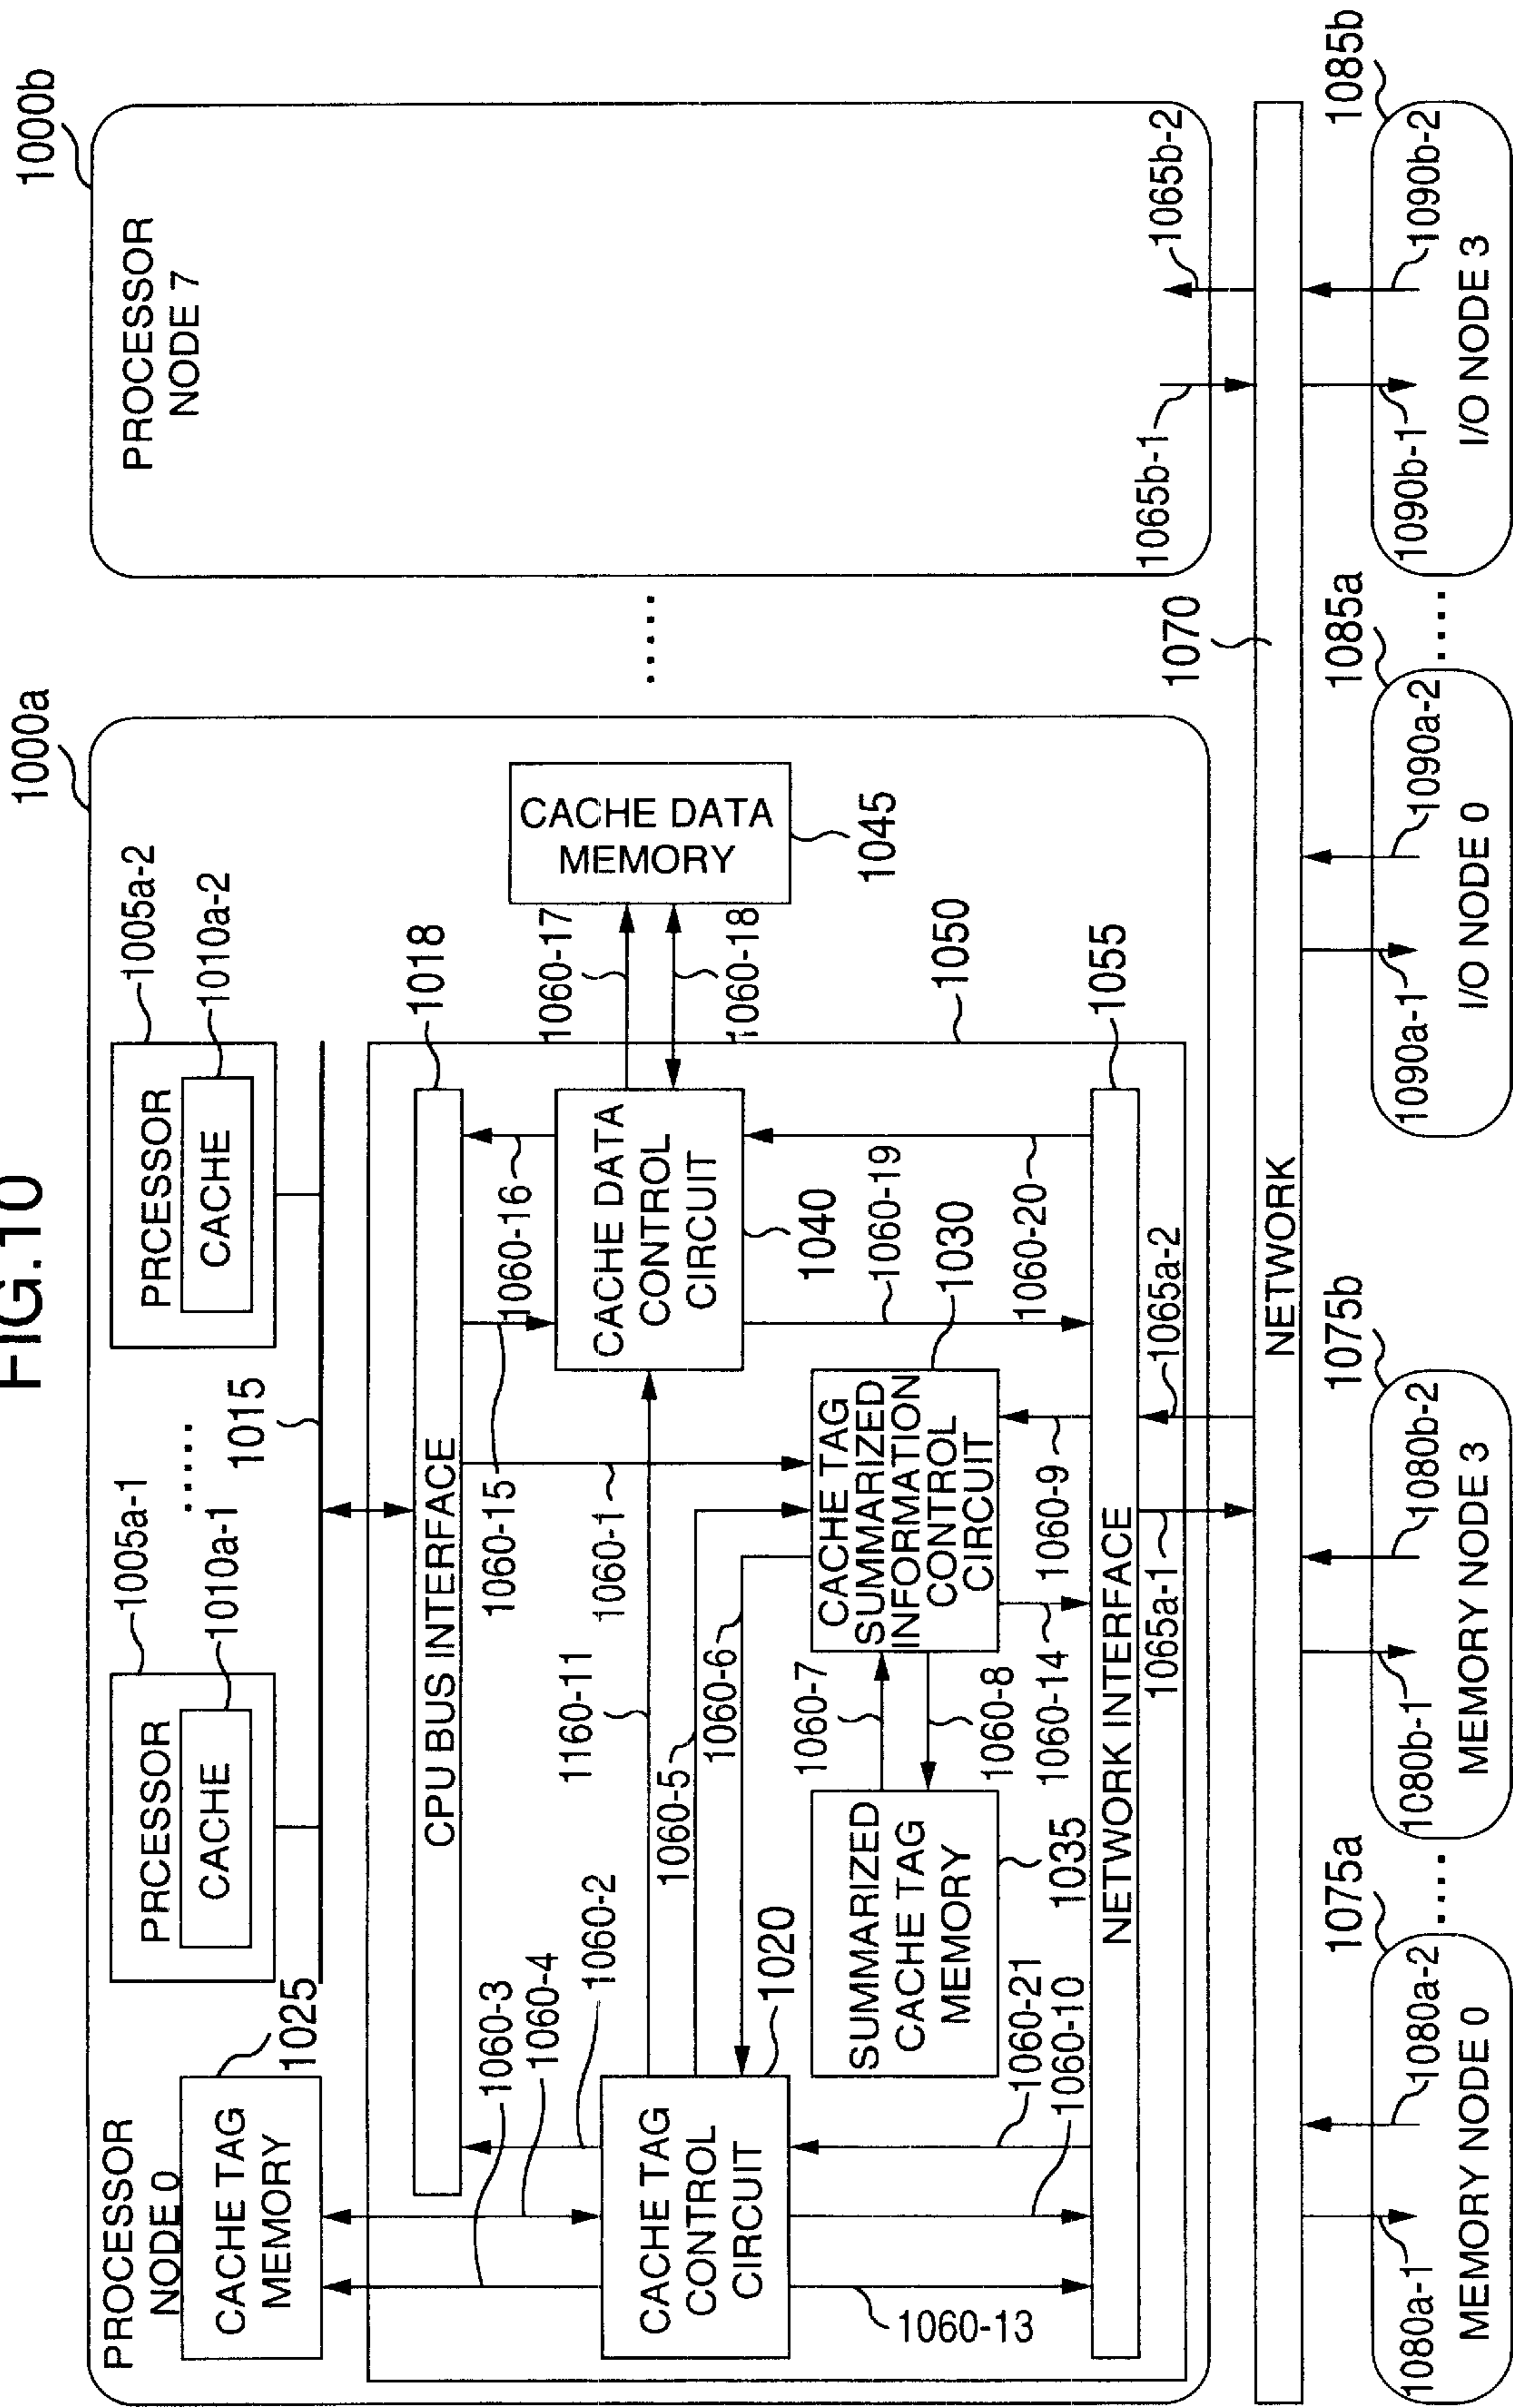 FIG.10
1000a
1000b
PROCESSOR
NODE 0
CACHE TAG
MEMORY
1025
1005a-1
PRCESSOR
CACHE
1010a-1
.....
1015
1005a-2
PRCESSOR
CACHE
1010a-2
1060-3
1060-4
1060-2
CPU BUS INTERFACE
1018
1060-15
1060-16
1060-1
1160-11
1060-5
1060-6
CACHE TAG
CONTROL
CIRCUIT
1020
CACHE DATA
CONTROL
CIRCUIT
1040
1060-17
1060-18
CACHE DATA
MEMORY
1045
1050
SUMMARIZED
CACHE TAG
MEMORY
1035
1060-7
1060-8
CACHE TAG
SUMMARIZED
INFORMATION
CONTROL
CIRCUIT
1030
1060-19
1060-20
1060-9
1060-14
1060-21
1060-10
1060-13
NETWORK INTERFACE
1055
1065a-1
1065a-2
.....
PROCESSOR
NODE 7
1065b-1
1065b-2
NETWORK
1070
1075a
1080a-1
1080a-2
MEMORY NODE 0
....
1075b
1080b-1
1080b-2
MEMORY NODE 3
1085a
1090a-1
1090a-2
I/O NODE 0
....
1085b
1090b-1
1090b-2
I/O NODE 3